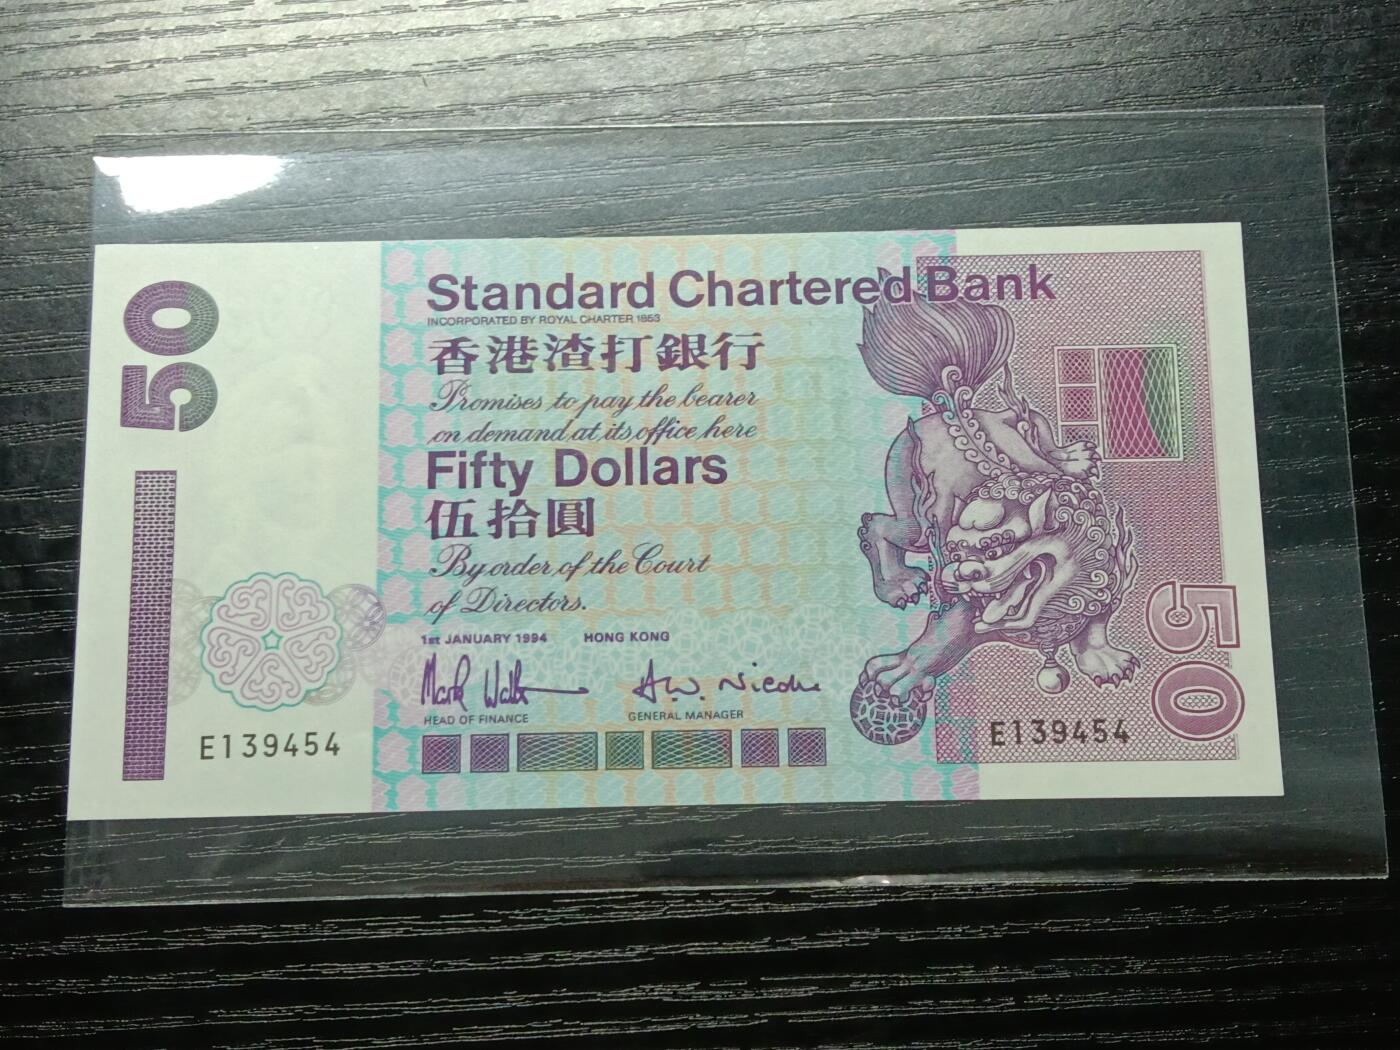 50
Standard Chartered Bank
INCORPORATED BY ROYAL CHARTER 1853
香港渣打銀行
Promises to pay the bearer
on demand at its office here
Fifty Dollars
伍拾圓
By order of the Court
of Directors.
1st JANUARY 1994 HONG KONG
HEAD OF FINANCE GENERAL MANAGER
E139454
E139454
50